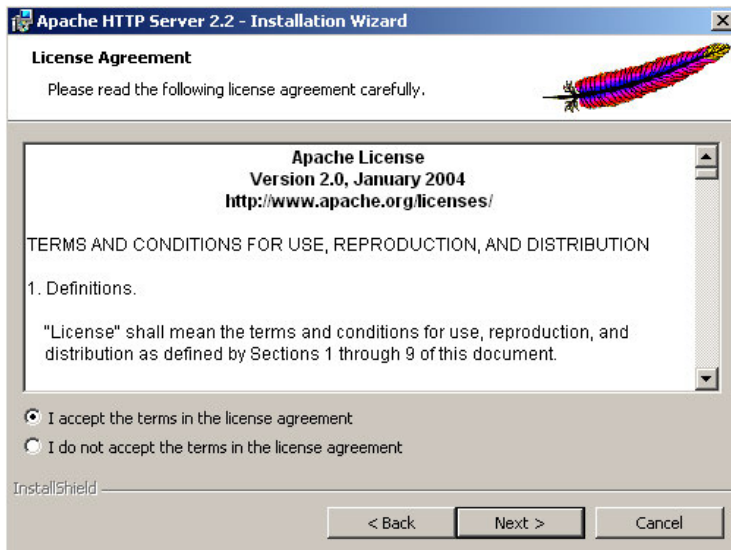 Apache HTTP Server 2.2 - Installation Wizard
License Agreement
Please read the following license agreement carefully.
Apache License
Version 2.0, January 2004
http://www.apache.org/licenses/
TERMS AND CONDITIONS FOR USE, REPRODUCTION, AND DISTRIBUTION
1. Definitions.
"License" shall mean the terms and conditions for use, reproduction, and
distribution as defined by Sections 1 through 9 of this document.
I accept the terms in the license agreement
I do not accept the terms in the license agreement
InstallShield
< Back Next > Cancel